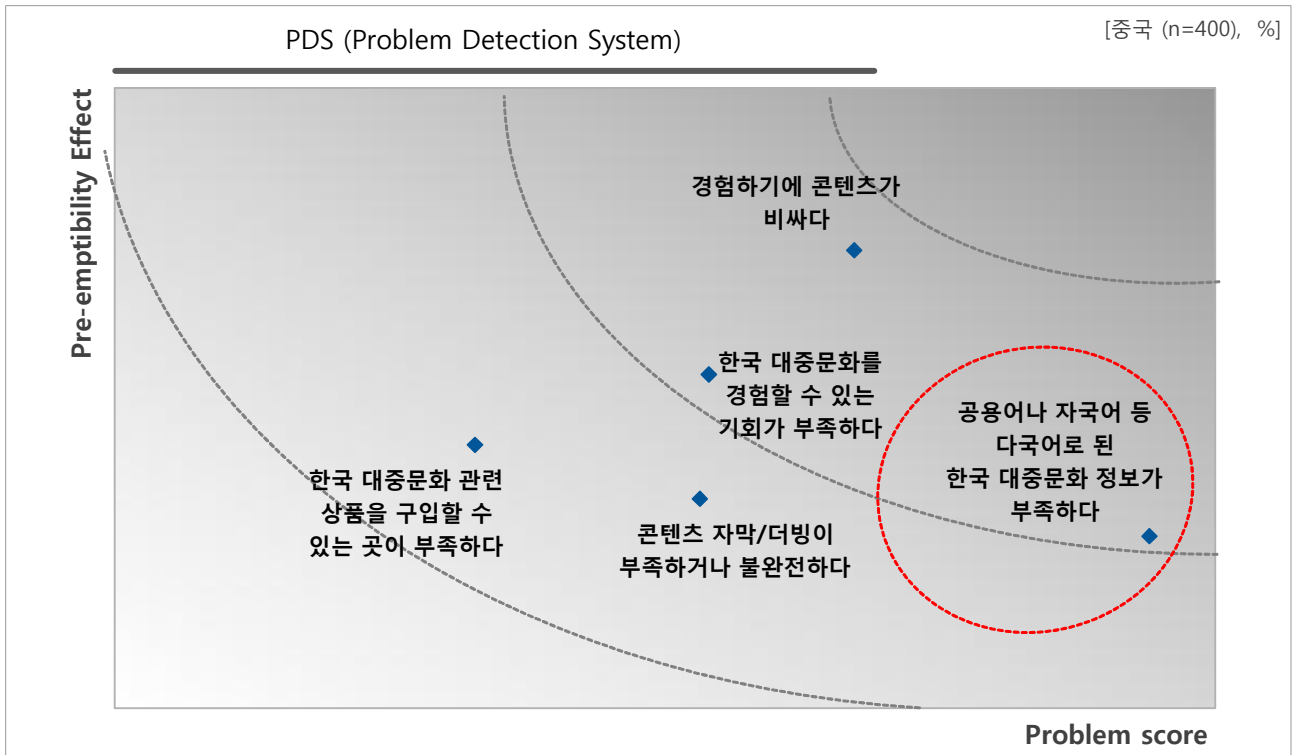 PDS (Problem Detection System)
[중국 (n=400),  %]
Pre-emptibility Effect
경험하기에 콘텐츠가
비싸다
한국 대중문화를
경험할 수 있는
기회가 부족하다
공용어나 자국어 등
다국어로 된
한국 대중문화 정보가
부족하다
한국 대중문화 관련
상품을 구입할 수
있는 곳이 부족하다
콘텐츠 자막/더빙이
부족하거나 불완전하다
Problem score